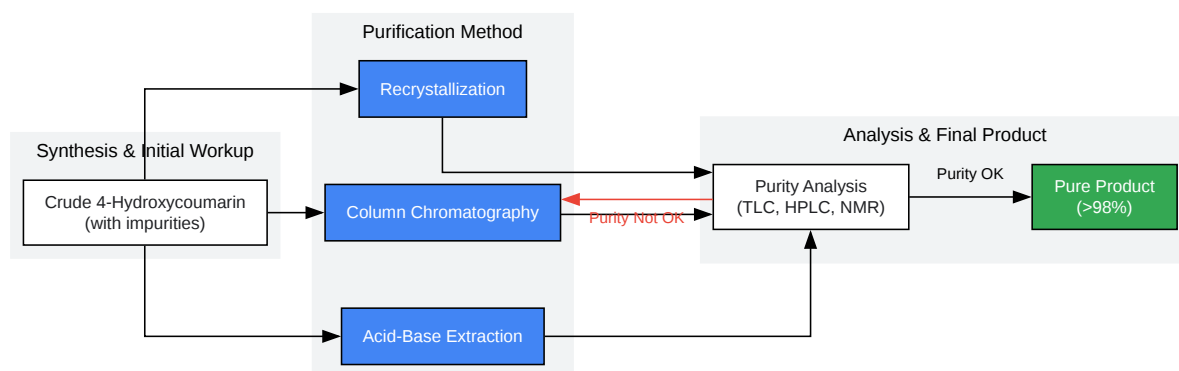 Purification Method
Recrystallization
Synthesis & Initial Workup
Crude 4-Hydroxycoumarin
(with impurities)
Column Chromatography
Acid-Base Extraction
Purity Not OK
Analysis & Final Product
Purity Analysis
(TLC, HPLC, NMR)
Purity OK
Pure Product
(>98%)